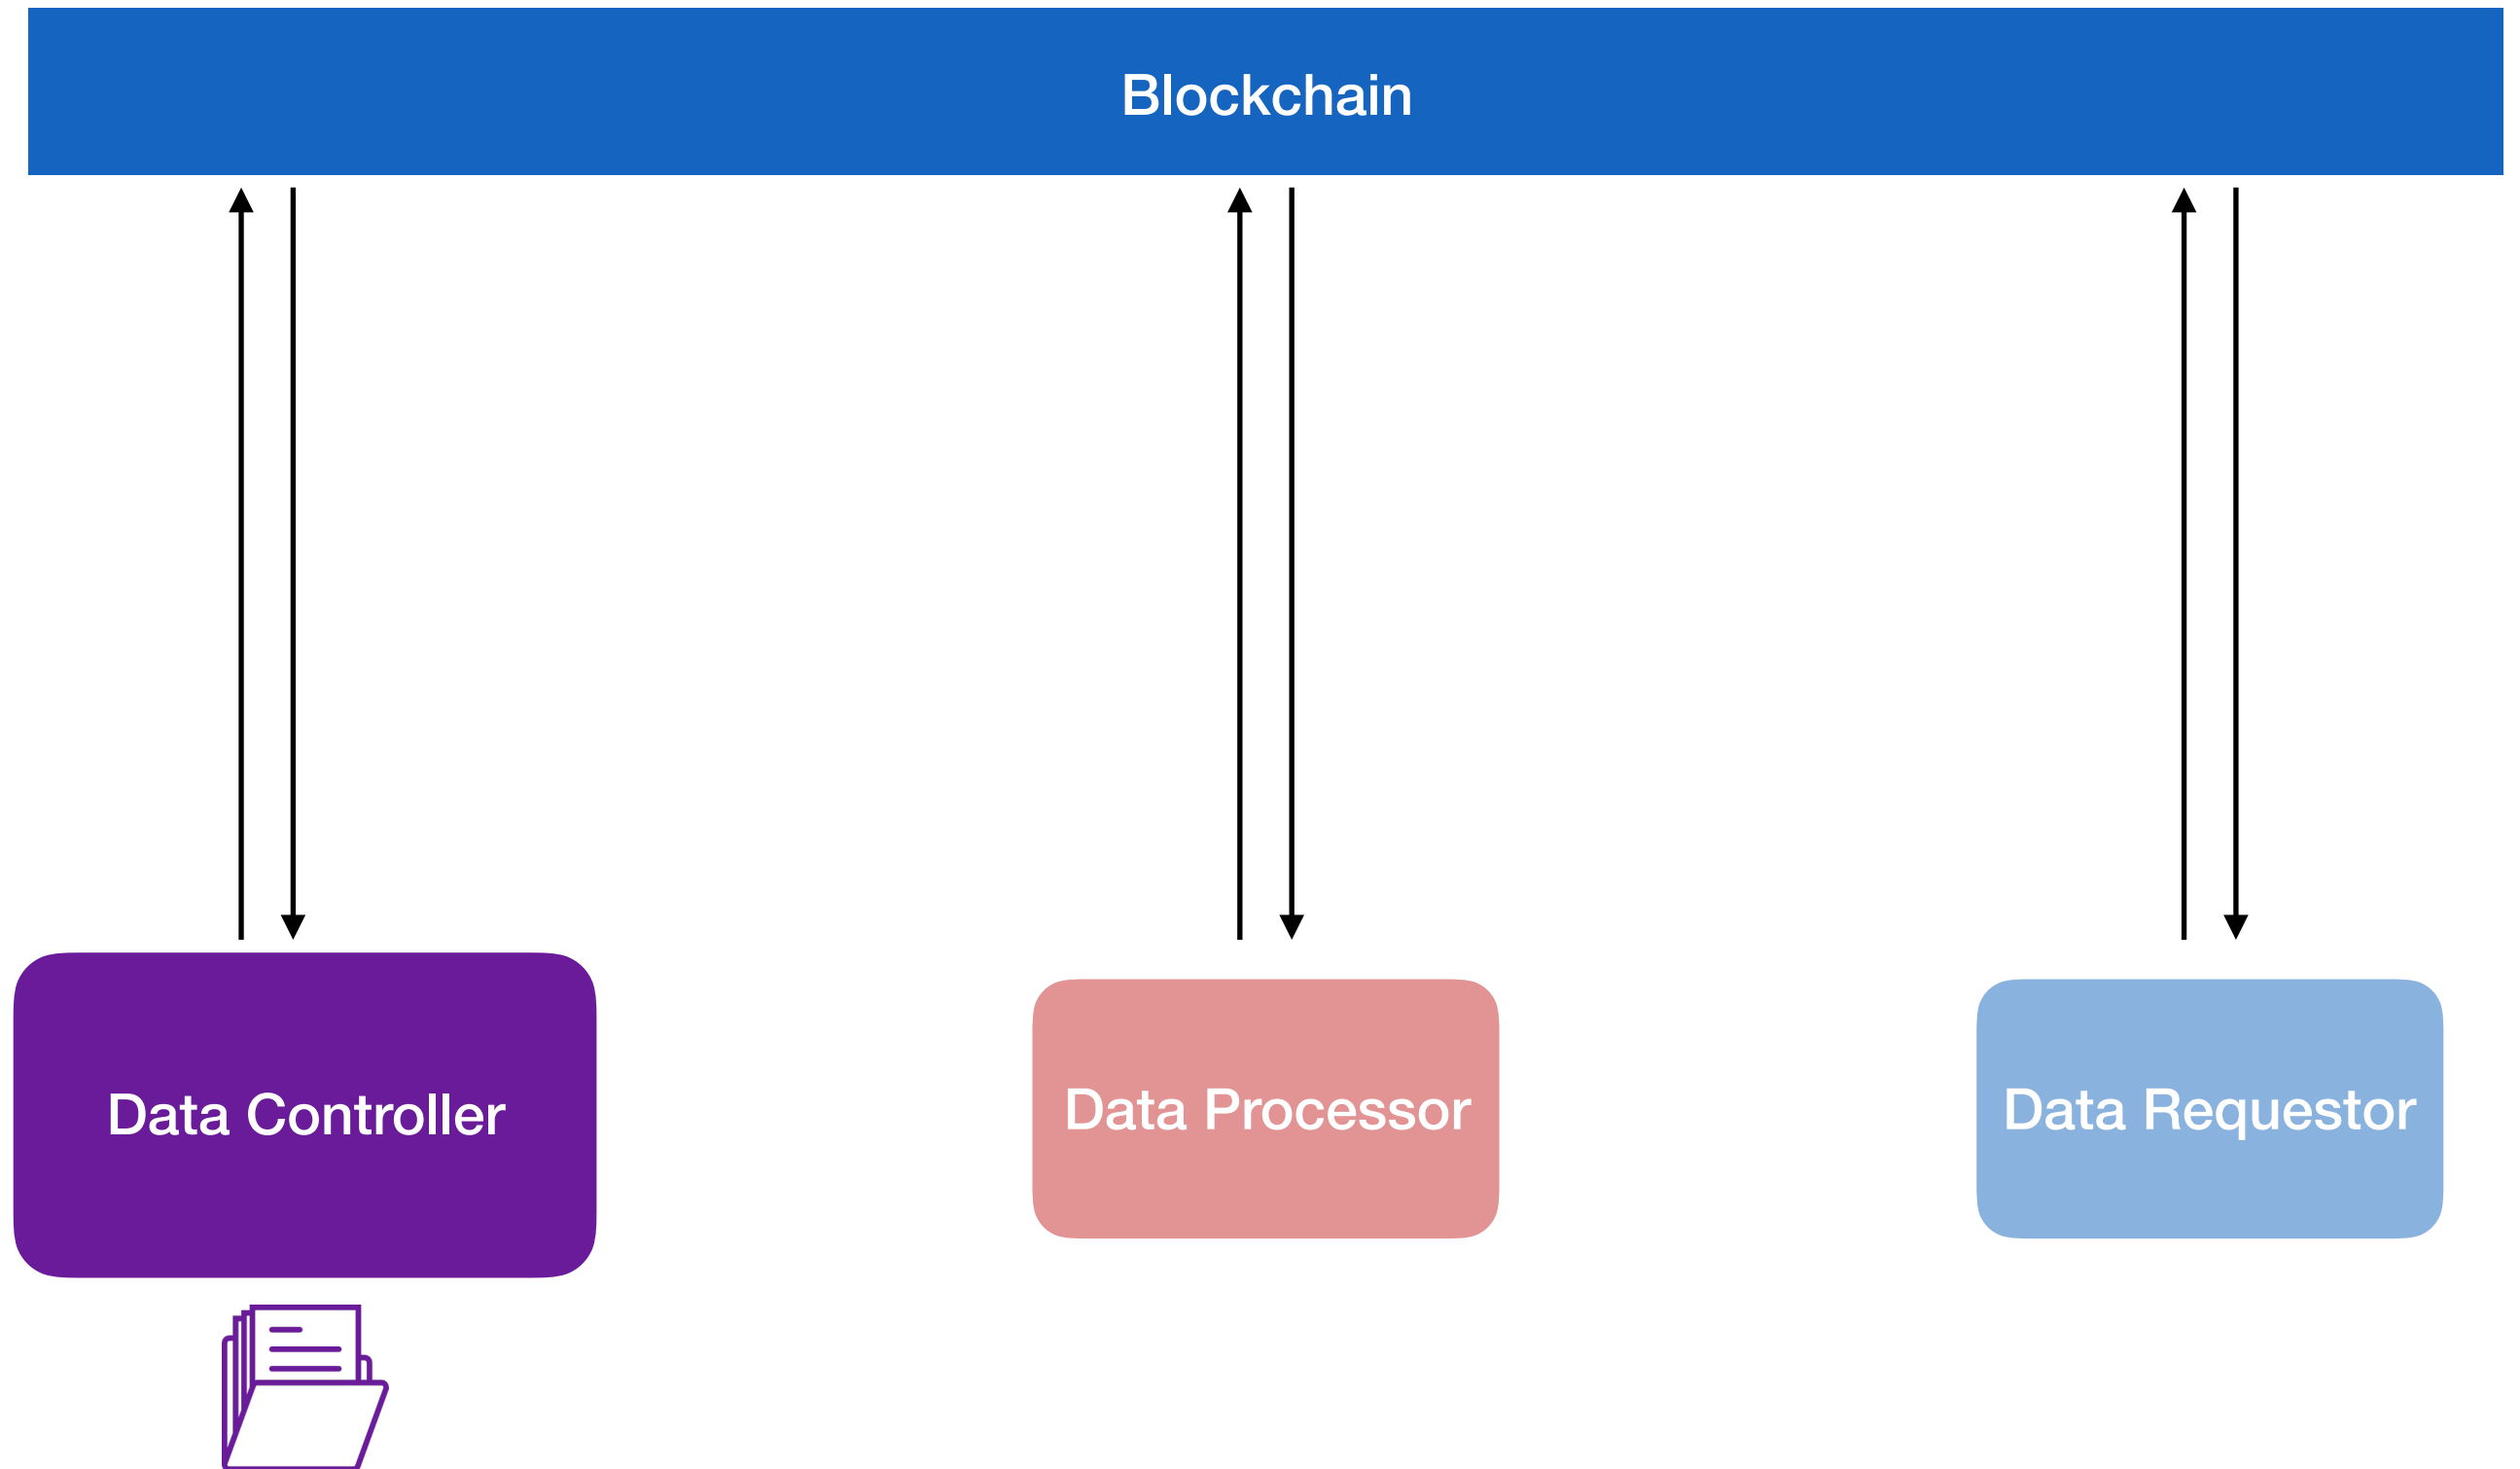 Blockchain
Data Controller
Data Processor
Data Requestor